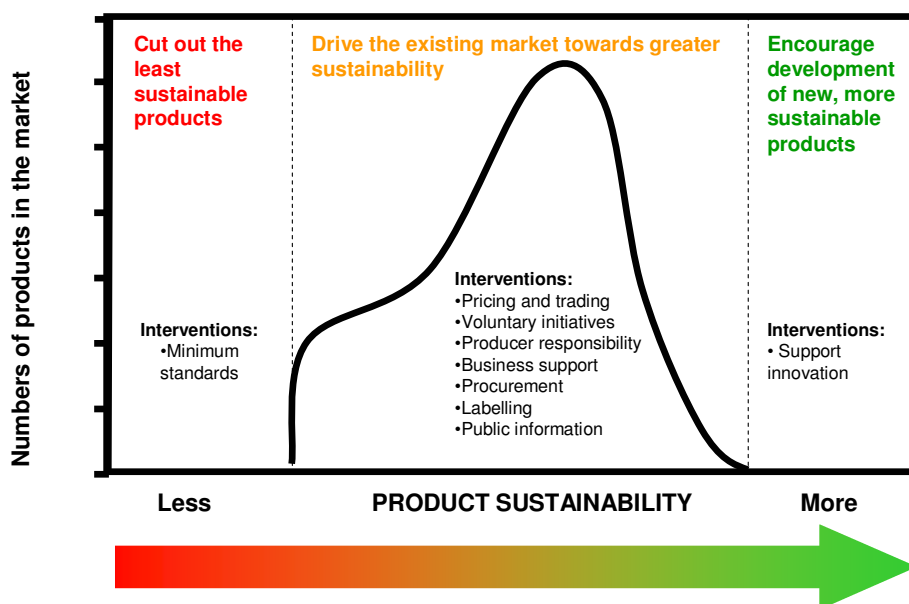 Cut out the
least
sustainable
products
Drive the existing market towards greater
sustainability
Encourage
development
of new, more
sustainable
products
Numbers of products in the market
Interventions:
•Minimum
standards
Interventions:
•Pricing and trading
•Voluntary initiatives
•Producer responsibility
•Business support
•Procurement
•Labelling
•Public information
Interventions:
• Support
innovation
Less
PRODUCT SUSTAINABILITY
More